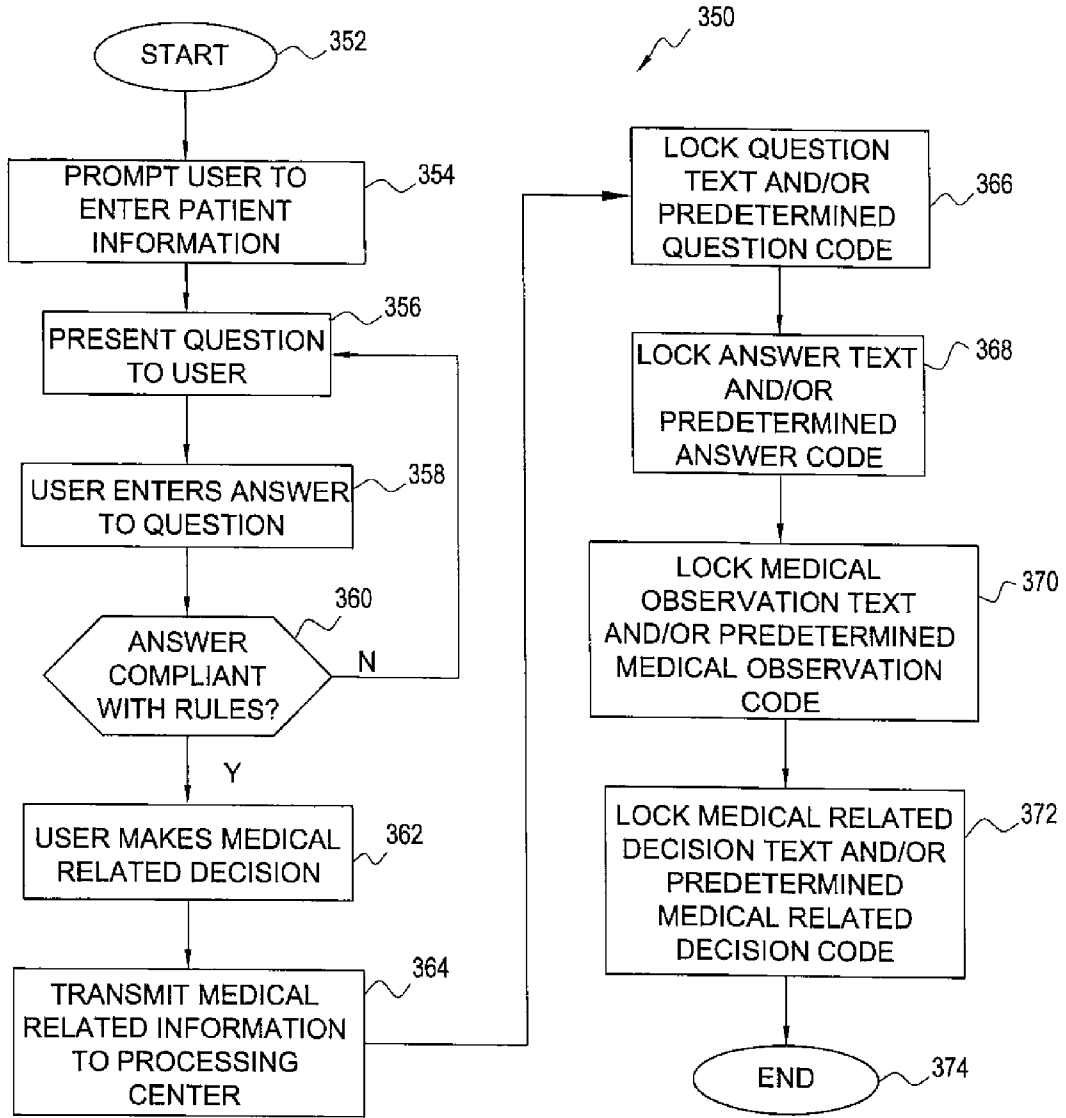 START
352
PROMPT USER TO
ENTER PATIENT
INFORMATION
354
PRESENT QUESTION
TO USER
356
USER ENTERS ANSWER
TO QUESTION
358
ANSWER
COMPLIANT
WITH RULES?
360
N
Y
USER MAKES MEDICAL
RELATED DECISION
362
TRANSMIT MEDICAL
RELATED INFORMATION
TO PROCESSING
CENTER
364
350
LOCK QUESTION
TEXT AND/OR
PREDETERMINED
QUESTION CODE
366
LOCK ANSWER TEXT
AND/OR
PREDETERMINED
ANSWER CODE
368
LOCK MEDICAL
OBSERVATION TEXT
AND/OR PREDETERMINED
MEDICAL OBSERVATION
CODE
370
LOCK MEDICAL RELATED
DECISION TEXT AND/OR
PREDETERMINED
MEDICAL RELATED
DECISION CODE
372
END
374